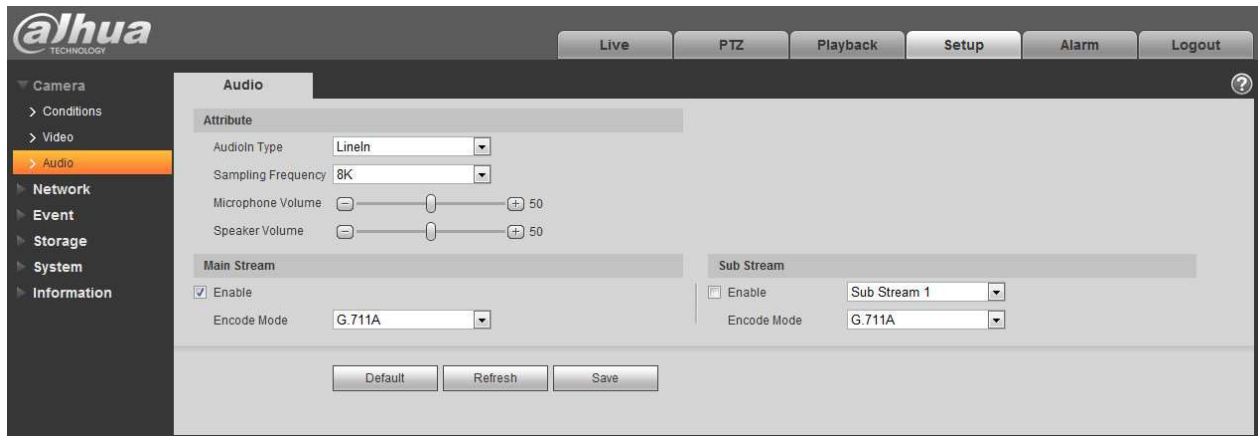 alhua
TECHNOLOGY
Live PTZ Playback Setup Alarm Logout
Camera
Conditions
Video
Audio
Network
Event
Storage
System
Information
Audio
?
Attribute
AudioIn Type LineIn
Sampling Frequency 8K
Microphone Volume 50
Speaker Volume 50
Main Stream
Enable
Encode Mode G.711A
Sub Stream
Enable Sub Stream 1
Encode Mode G.711A
Default Refresh Save